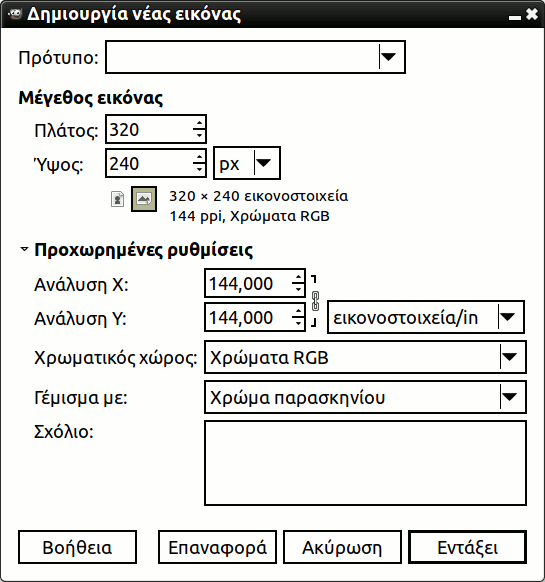 Δημιουργία νέας εικόνας
Πρότυπο:
Μέγεθος εικόνας
Πλάτος: 320
Ύψος: 240 px
320 × 240 εικονοστοιχεία
144 ppi, Χρώματα RGB
Προχωρημένες ρυθμίσεις
Ανάλυση X: 144,000
Ανάλυση Y: 144,000 εικονοστοιχεία/in
Χρωματικός χώρος: Χρώματα RGB
Γέμισμα με: Χρώμα παρασκηνίου
Σχόλιο:
Βοήθεια Επαναφορά Ακύρωση Εντάξει